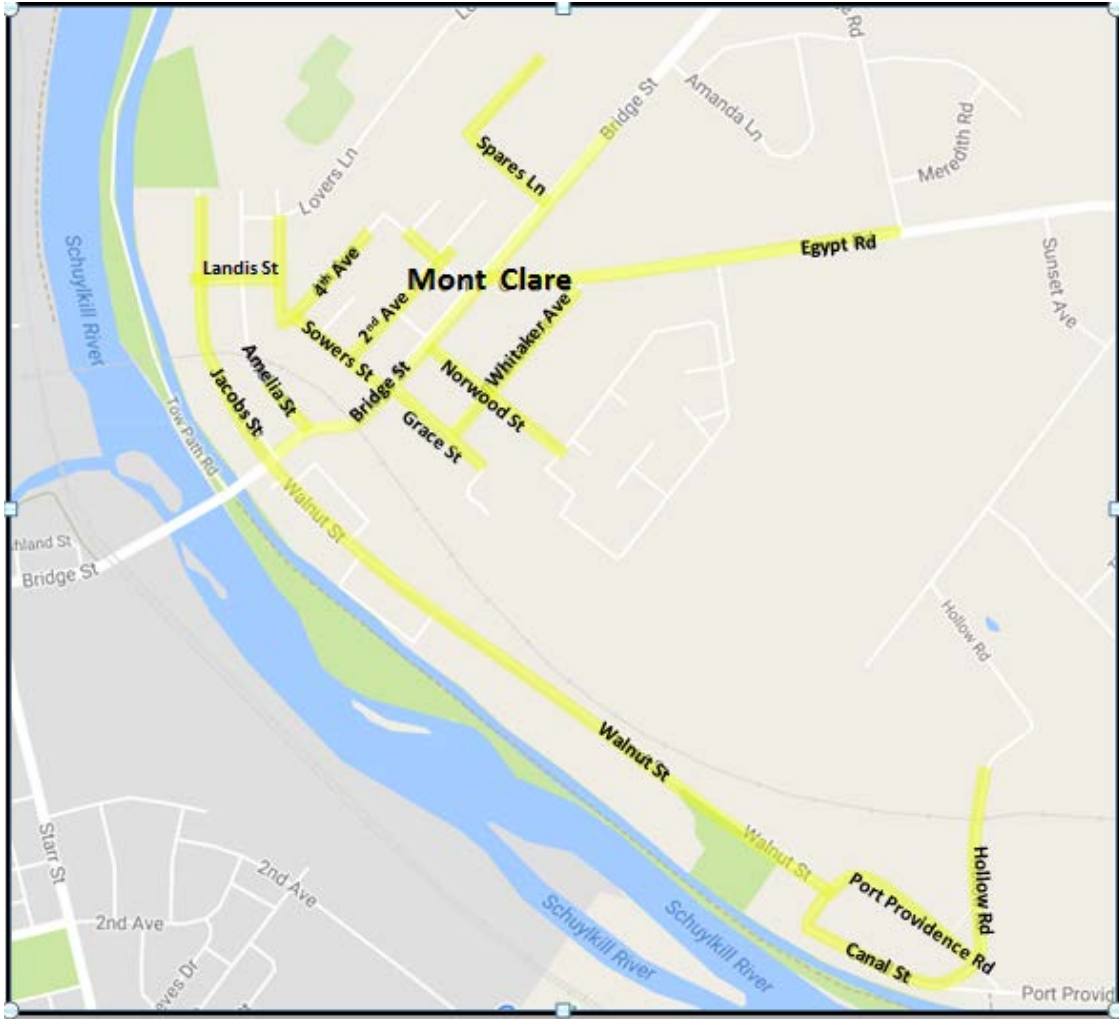 Rd
Bridge St
Amanda Ln
Meredith Rd
Spares Ln
Lovers Ln
Schuylkill River
Landis St
4th Ave
Mont Clare
Egypt Rd
Sunset Ave
2nd Ave
Sowers St
Whitaker Ave
Amelia St
Bridge St
Norwood St
Jacobs St
Grace St
Tow Path Rd
Walnut St
hland St
Bridge St
Hollow Rd
Walnut St
Starr St
Walnut St
2nd Ave
Port Providence Rd
Hollow Rd
2nd Ave
Schuylkill River
Schuylkill River
Canal St
eves Dr
Port Provid